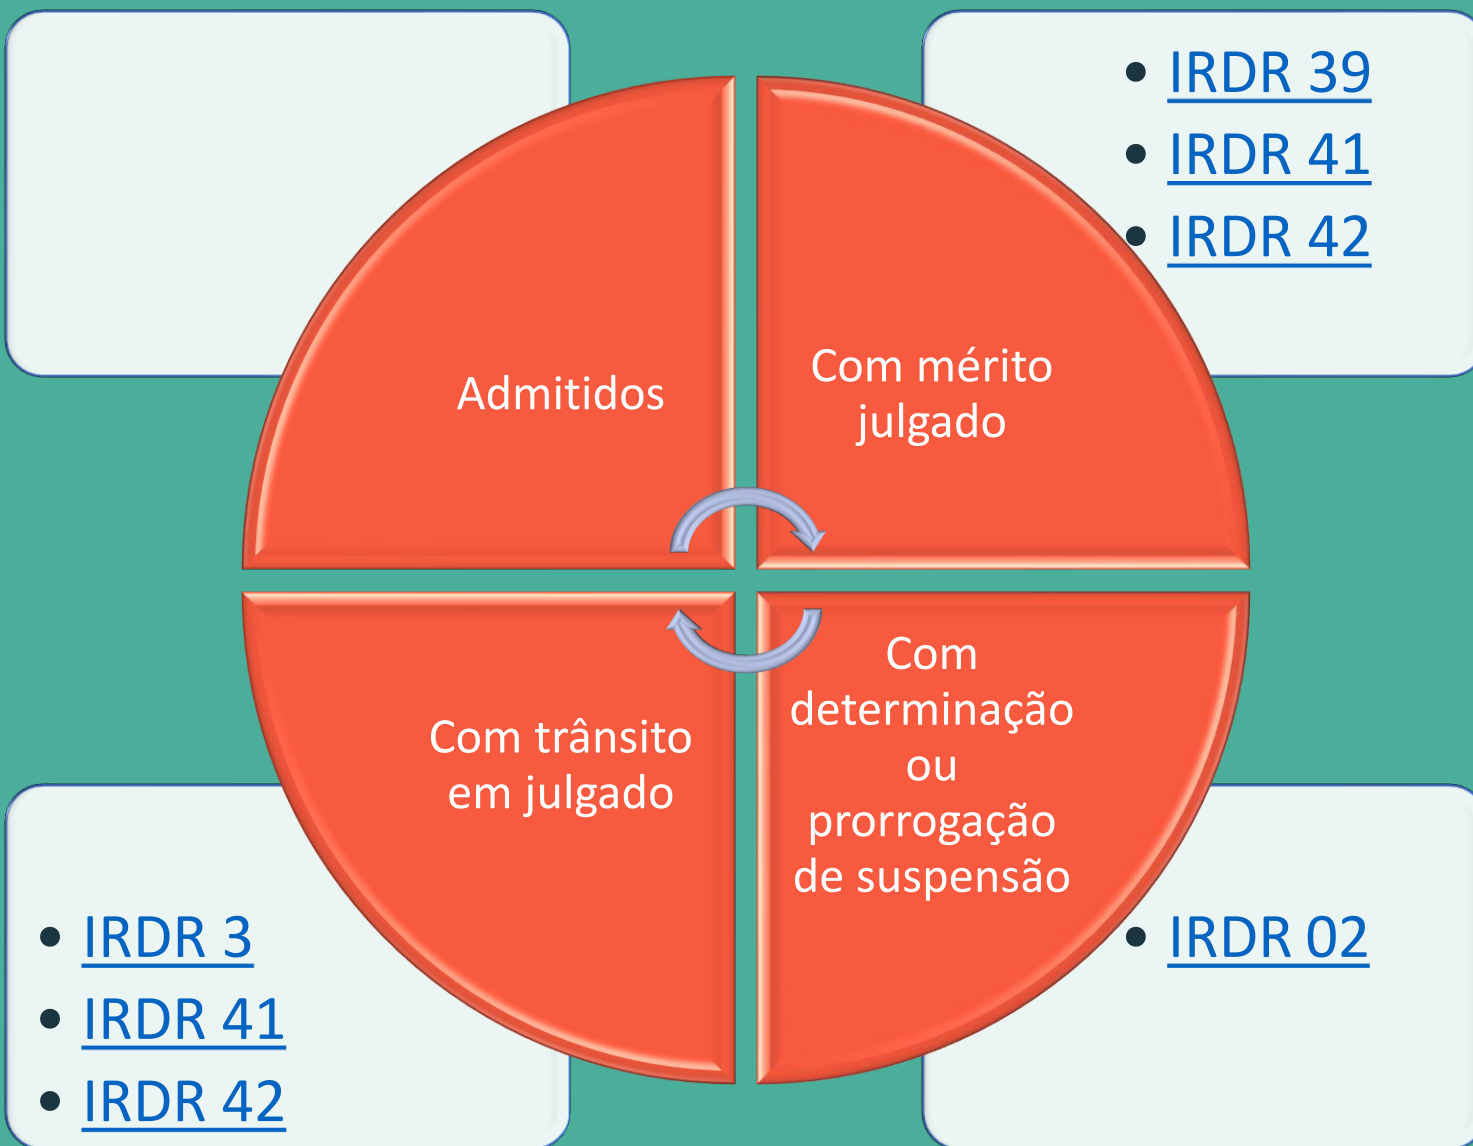 • IRDR 39
• IRDR 41
• IRDR 42
Admitidos
Com mérito
julgado
Com trânsito
em julgado
Com
determinação
ou
prorrogação
de suspensão
• IRDR 3
• IRDR 41
• IRDR 42
• IRDR 02